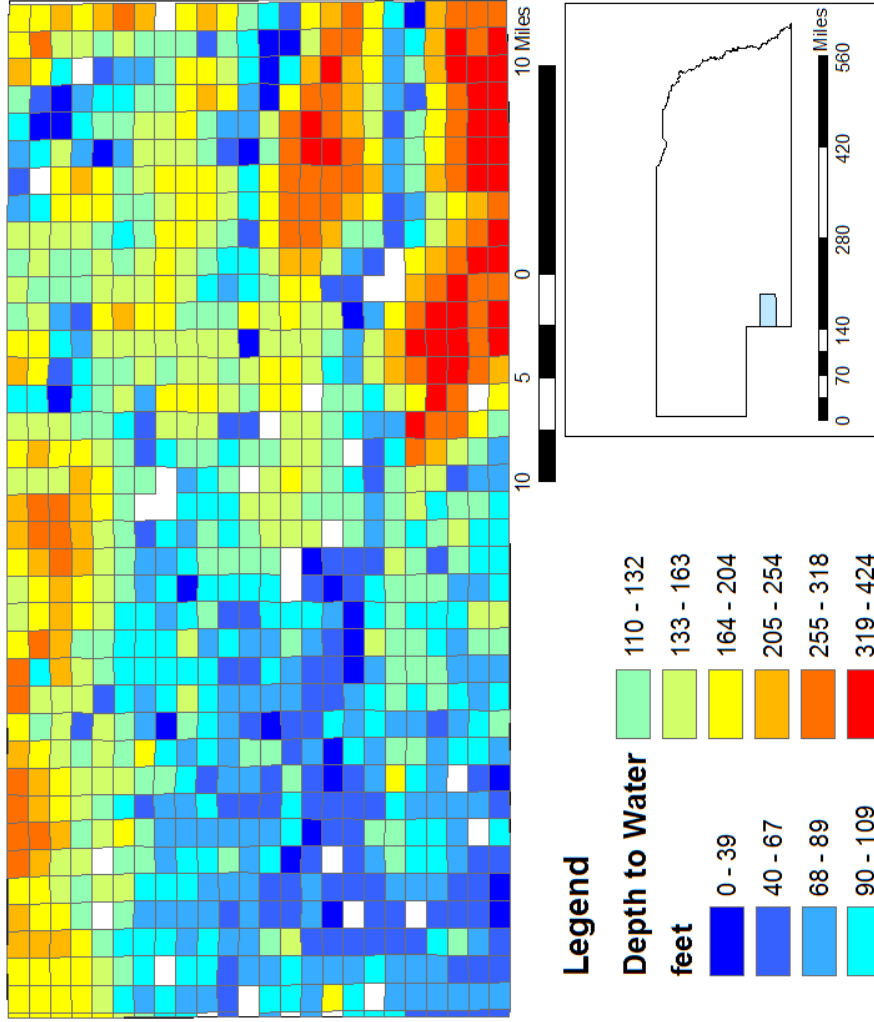 10
5
0
10 Miles
Legend
Depth to Water
feet
0 - 39
40 - 67
68 - 89
90 - 109
110 - 132
133 - 163
164 - 204
205 - 254
255 - 318
319 - 424
0
70
140
280
420
560
Miles